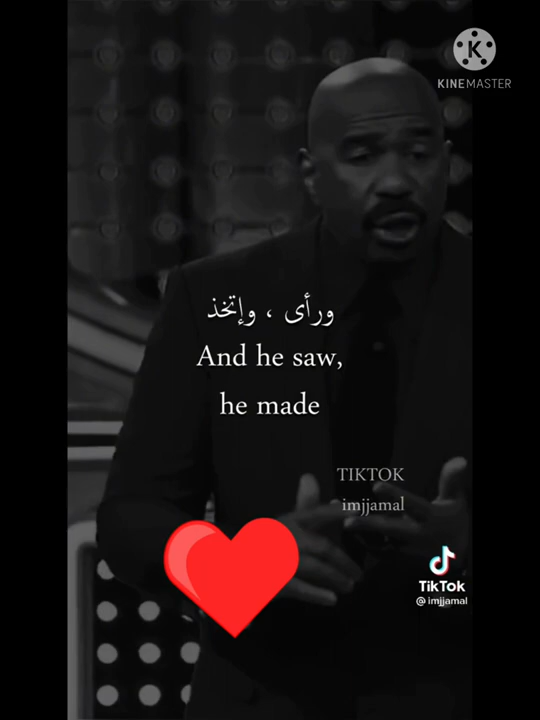 KINEMASTER
ورأى ، وإتخذ
And he saw,
he made
TIKTOK
imjjamal
TikTok
@imjjamal